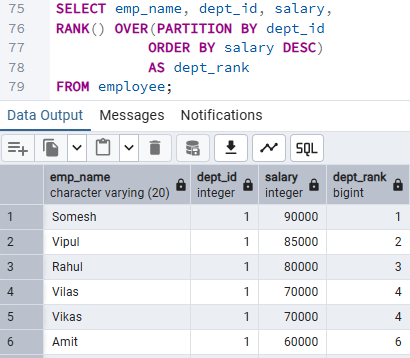 75 SELECT emp_name, dept_id, salary,
76 RANK() OVER(PARTITION BY dept_id
77 ORDER BY salary DESC)
78 AS dept_rank
79 FROM employee;
Data Output Messages Notifications
SQL
emp_name dept_id salary dept_rank
character varying (20) integer integer bigint
1 Somesh 1 90000 1
2 Vipul 1 85000 2
3 Rahul 1 80000 3
4 Vilas 1 70000 4
5 Vikas 1 70000 4
6 Amit 1 60000 6